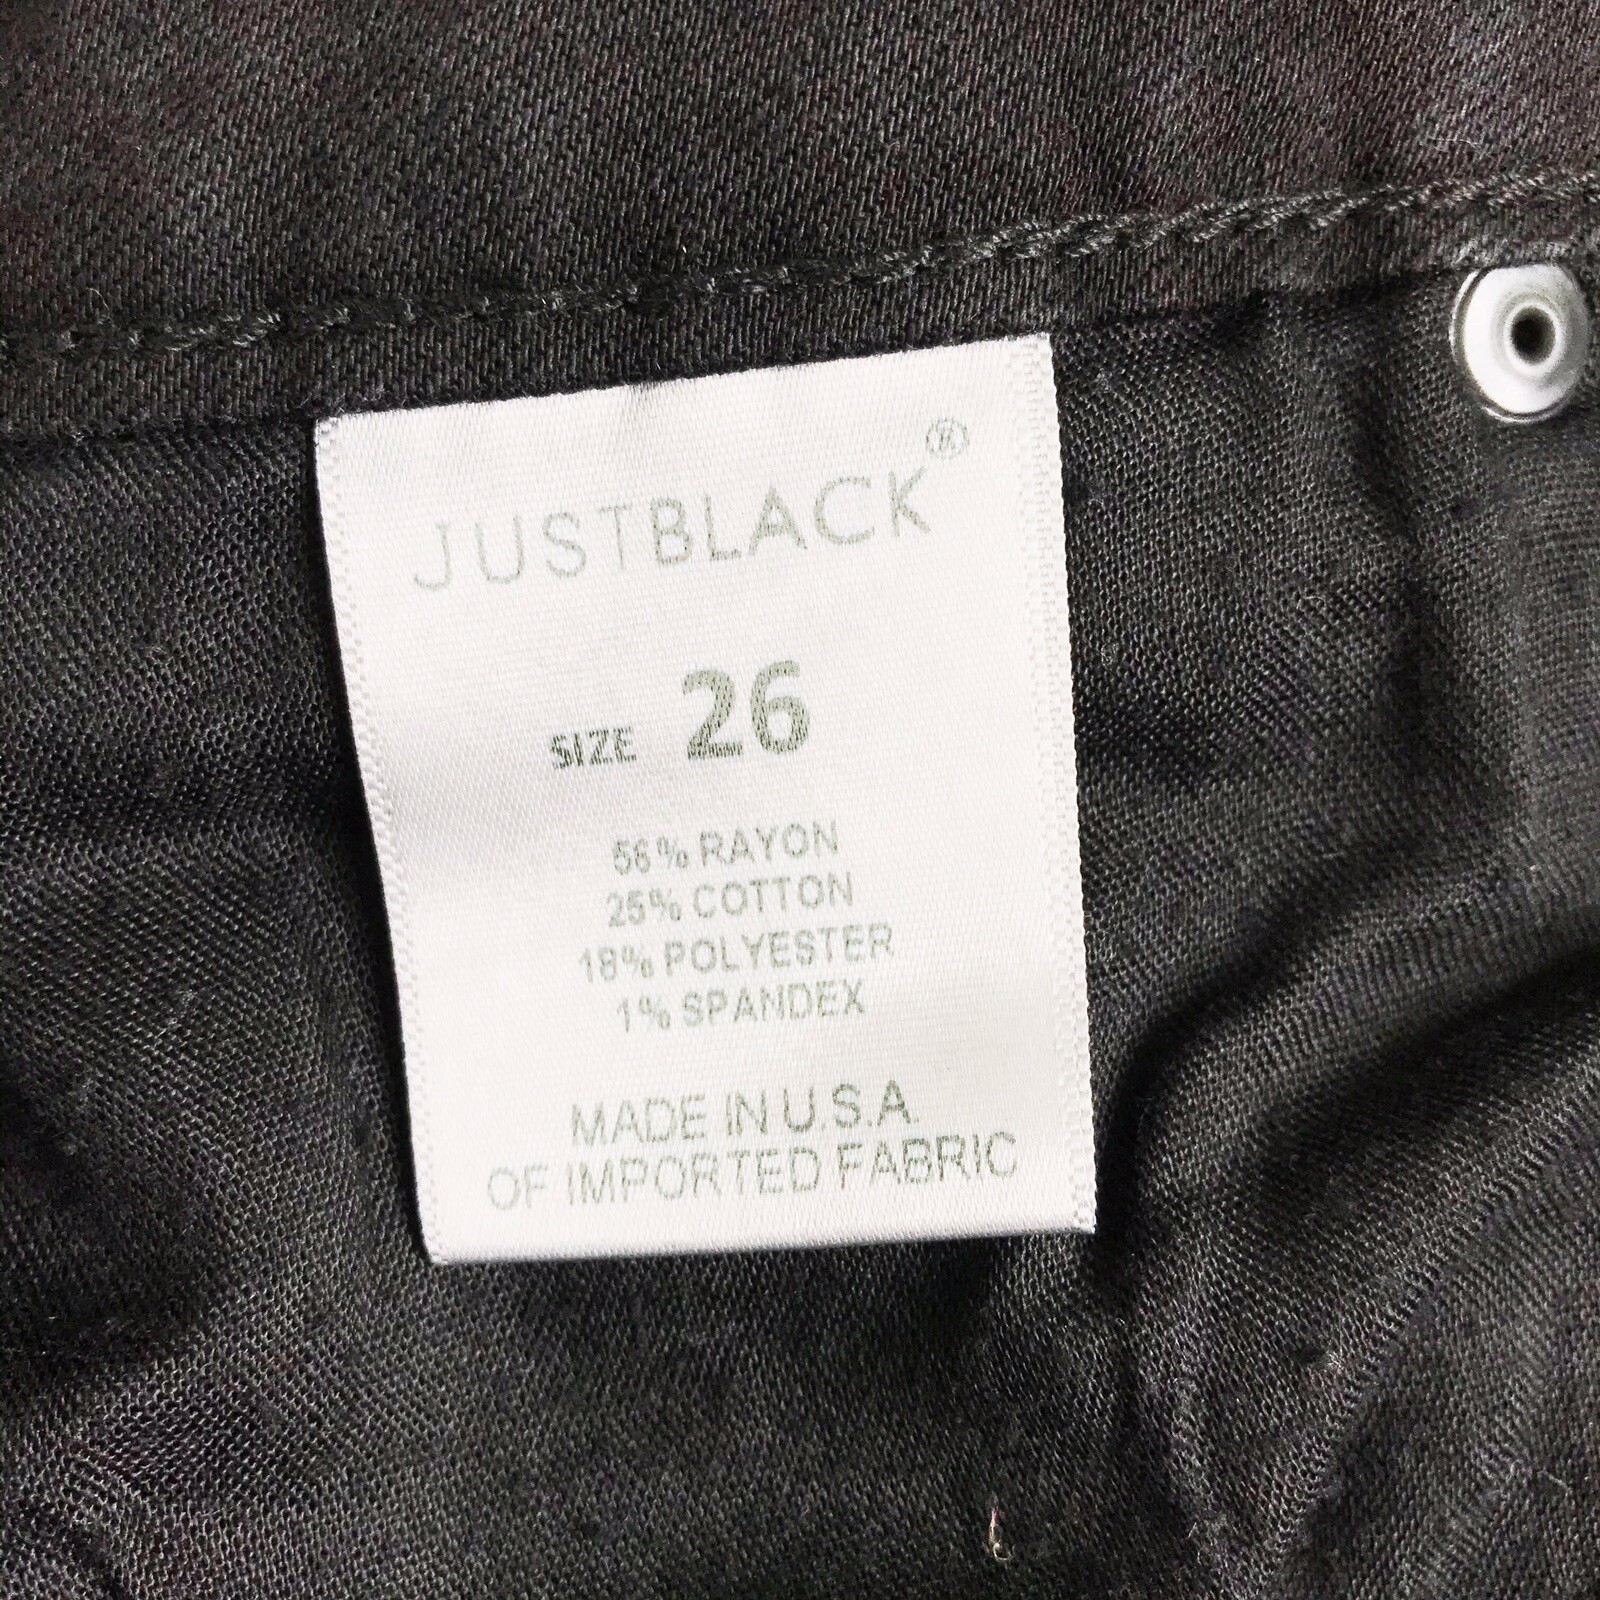 JUSTBLACK®
SIZE 26
56% RAYON
25% COTTON
18% POLYESTER
1% SPANDEX
MADE IN U.S.A.
OF IMPORTED FABRIC